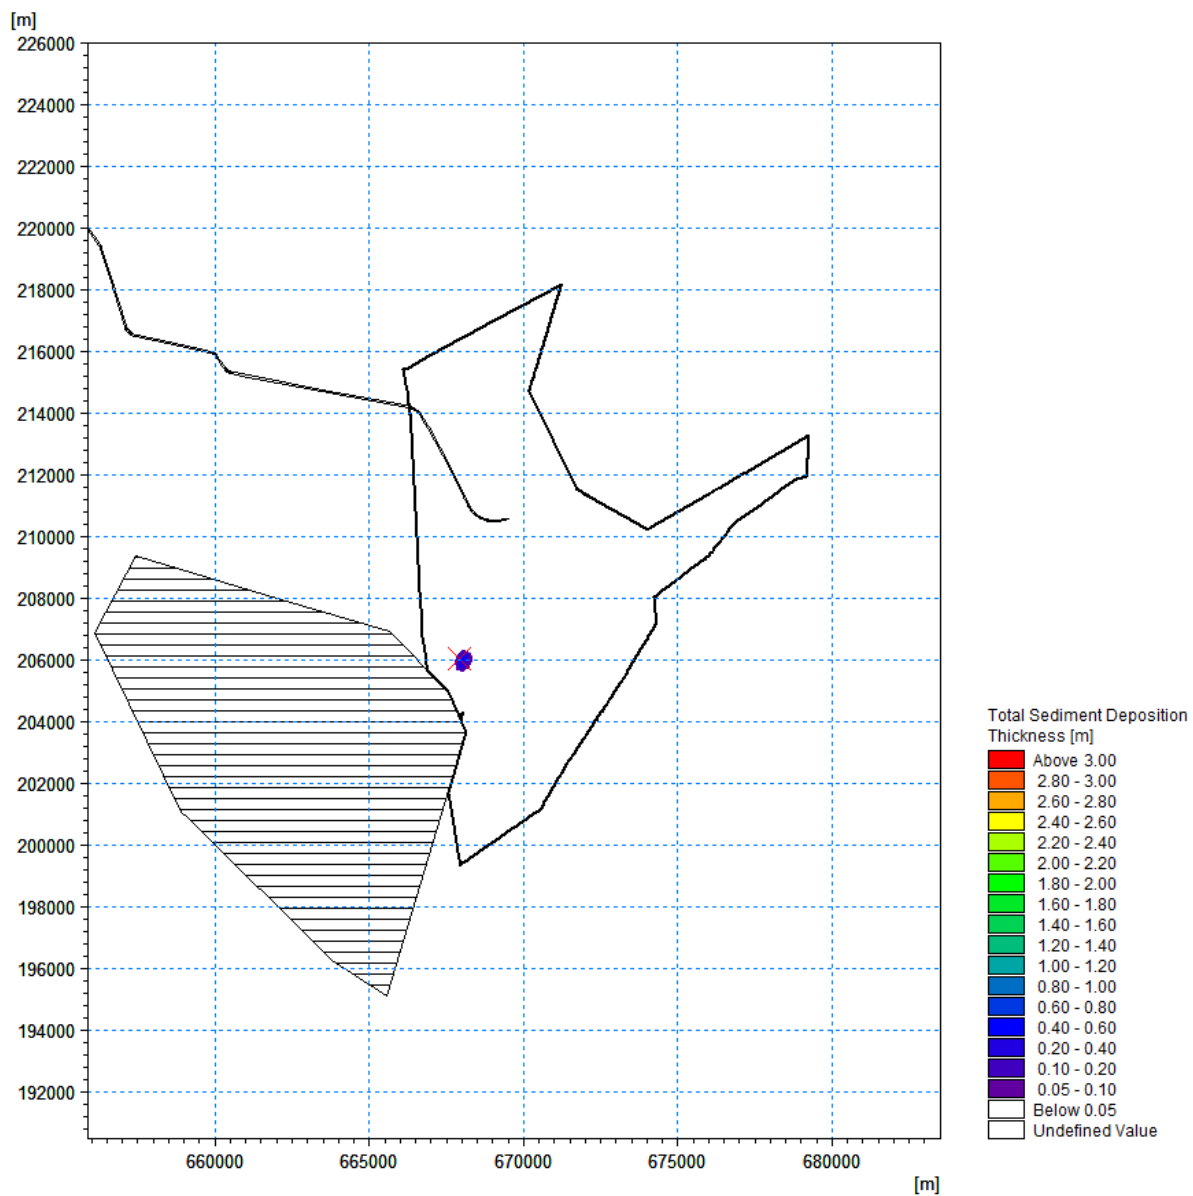 [m]
226000
224000
222000
220000
218000
216000
214000
212000
210000
208000
206000
204000
202000
200000
198000
196000
194000
192000
660000 665000 670000 675000 680000
[m]
Total Sediment Deposition
Thickness [m]
Above 3.00
2.80 - 3.00
2.60 - 2.80
2.40 - 2.60
2.20 - 2.40
2.00 - 2.20
1.80 - 2.00
1.60 - 1.80
1.40 - 1.60
1.20 - 1.40
1.00 - 1.20
0.80 - 1.00
0.60 - 0.80
0.40 - 0.60
0.20 - 0.40
0.10 - 0.20
0.05 - 0.10
Below 0.05
Undefined Value